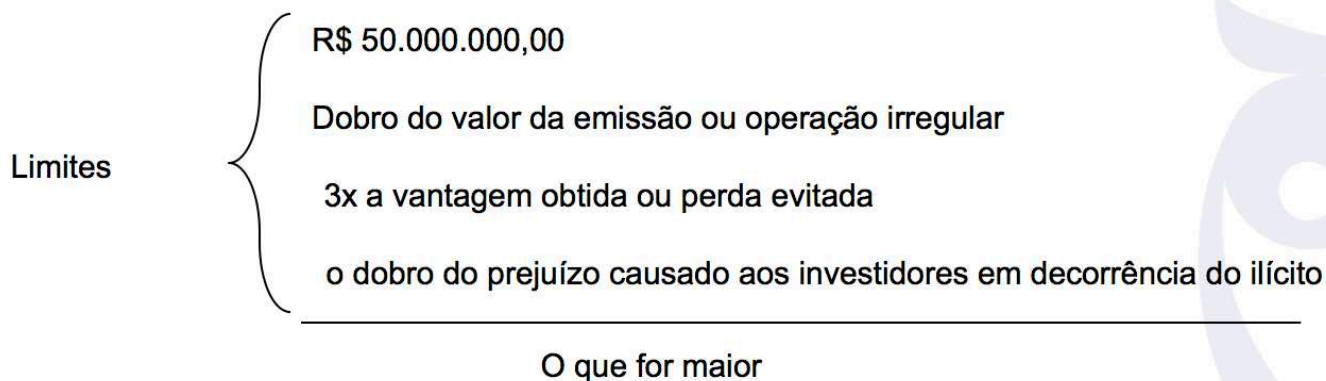 R$ 50.000.000,00
Dobro do valor da emissão ou operação irregular
Limites
3x a vantagem obtida ou perda evitada
o dobro do prejuízo causado aos investidores em decorrência do ilícito
O que for maior